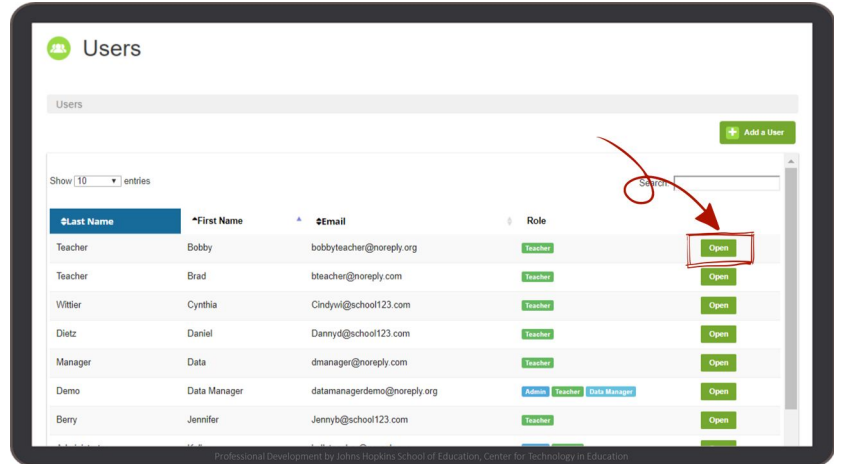 Users
Users
Add a User
Show 10 entries
Search:
Last Name First Name Email Role
Teacher Bobby bobbyteacher@noreply.org Teacher Open
Teacher Brad bteacher@noreply.com Teacher Open
Wittier Cynthia Cindywi@school123.com Teacher Open
Dietz Daniel Dannyd@school123.com Teacher Open
Manager Data dmanager@noreply.com Teacher Open
Demo Data Manager datamanagerdemo@noreply.org Admin Teacher Data Manager Open
Berry Jennifer Jennyb@school123.com Teacher Open
Professional Development by Johns Hopkins School of Education, Center for Technology in Education